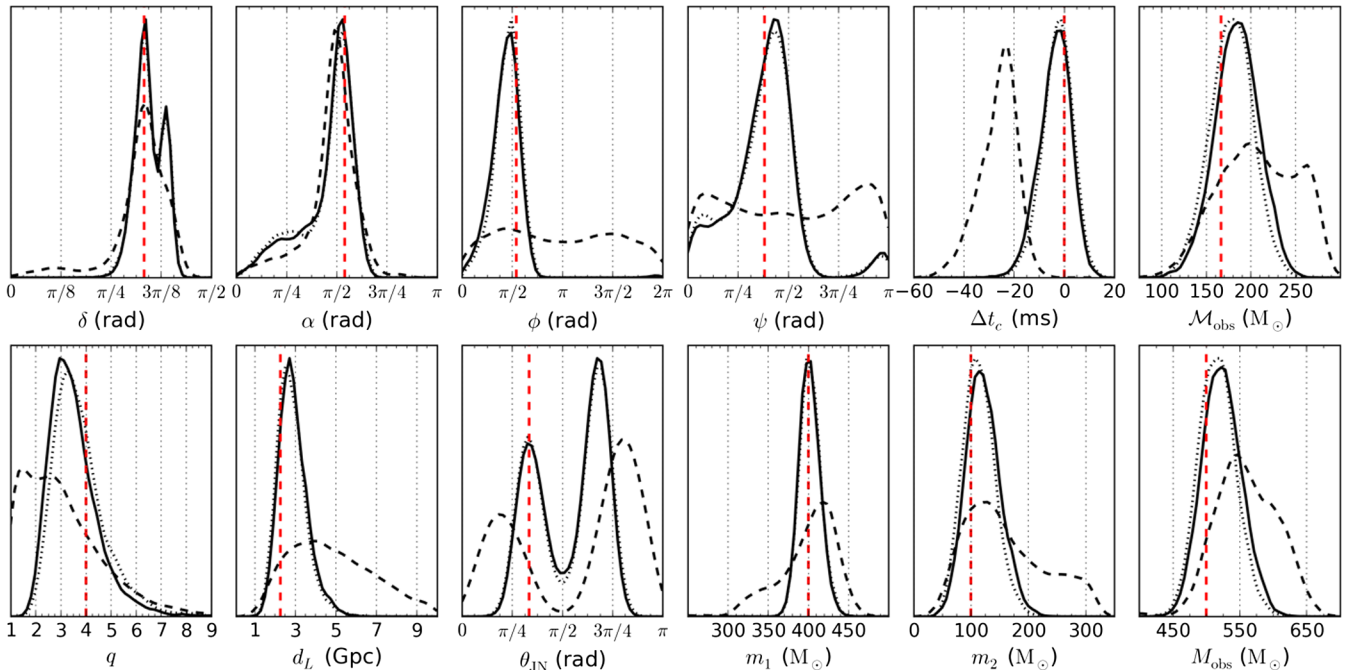 0 π/8 π/4 3π/8 π/2
δ (rad)
0 π/4 π/2 3π/4 π
α (rad)
0 π/2 π 3π/2 2π
ϕ (rad)
0 π/4 π/2 3π/4 π
ψ (rad)
−60 −40 −20 0 20
Δt_c (ms)
100 150 200 250
ℳ_obs (M_⊙)
1 2 3 4 5 6 7 8 9
q
1 3 5 7 9
d_L (Gpc)
0 π/4 π/2 3π/4 π
θ_JN (rad)
300 350 400 450
m_1 (M_⊙)
0 100 200 300
m_2 (M_⊙)
450 550 650
M_obs (M_⊙)